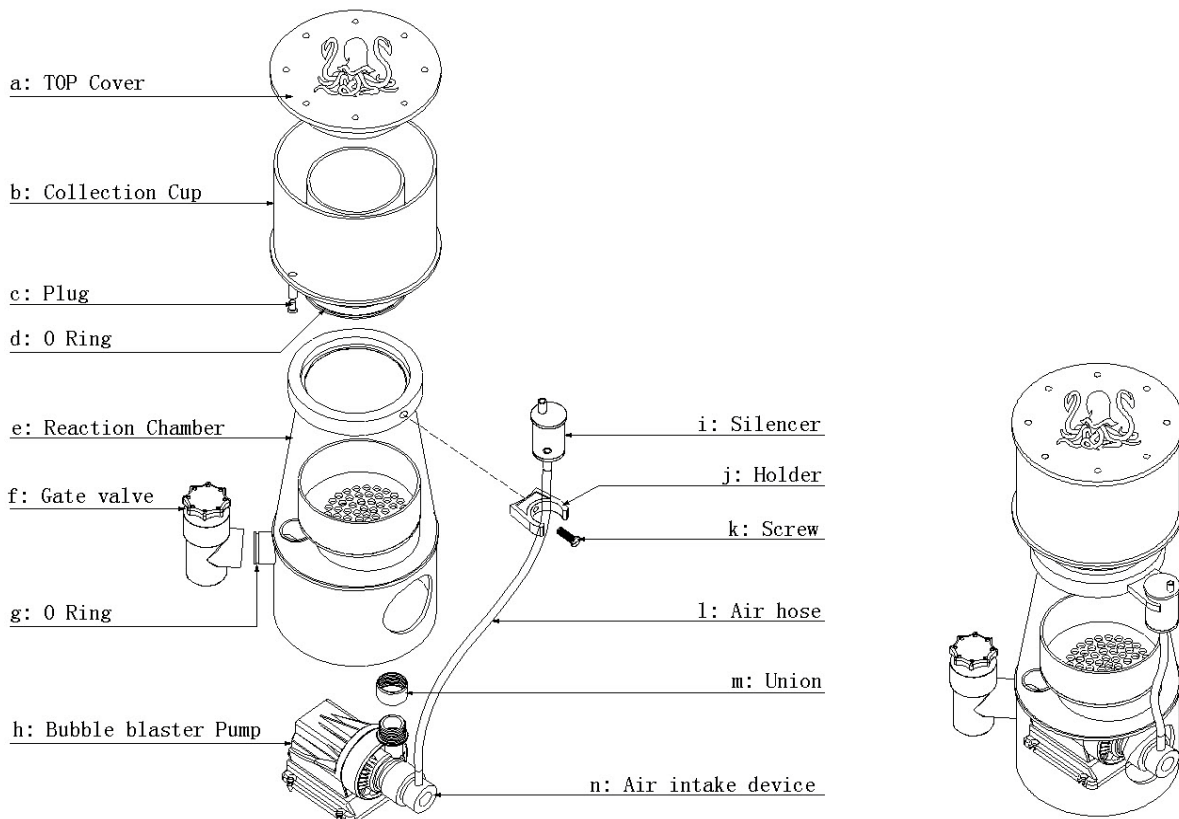 a: TOP Cover
b: Collection Cup
c: Plug
d: O Ring
e: Reaction Chamber
f: Gate valve
g: O Ring
h: Bubble blaster Pump
i: Silencer
j: Holder
k: Screw
l: Air hose
m: Union
n: Air intake device